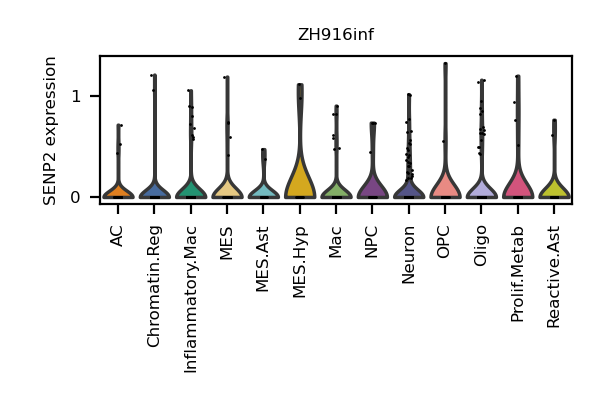 ZH916inf
SENP2 expression
1
0
AC
Chromatin.Reg
Inflammatory.Mac
MES
MES.Ast
MES.Hyp
Mac
NPC
Neuron
OPC
Oligo
Prolif.Metab
Reactive.Ast